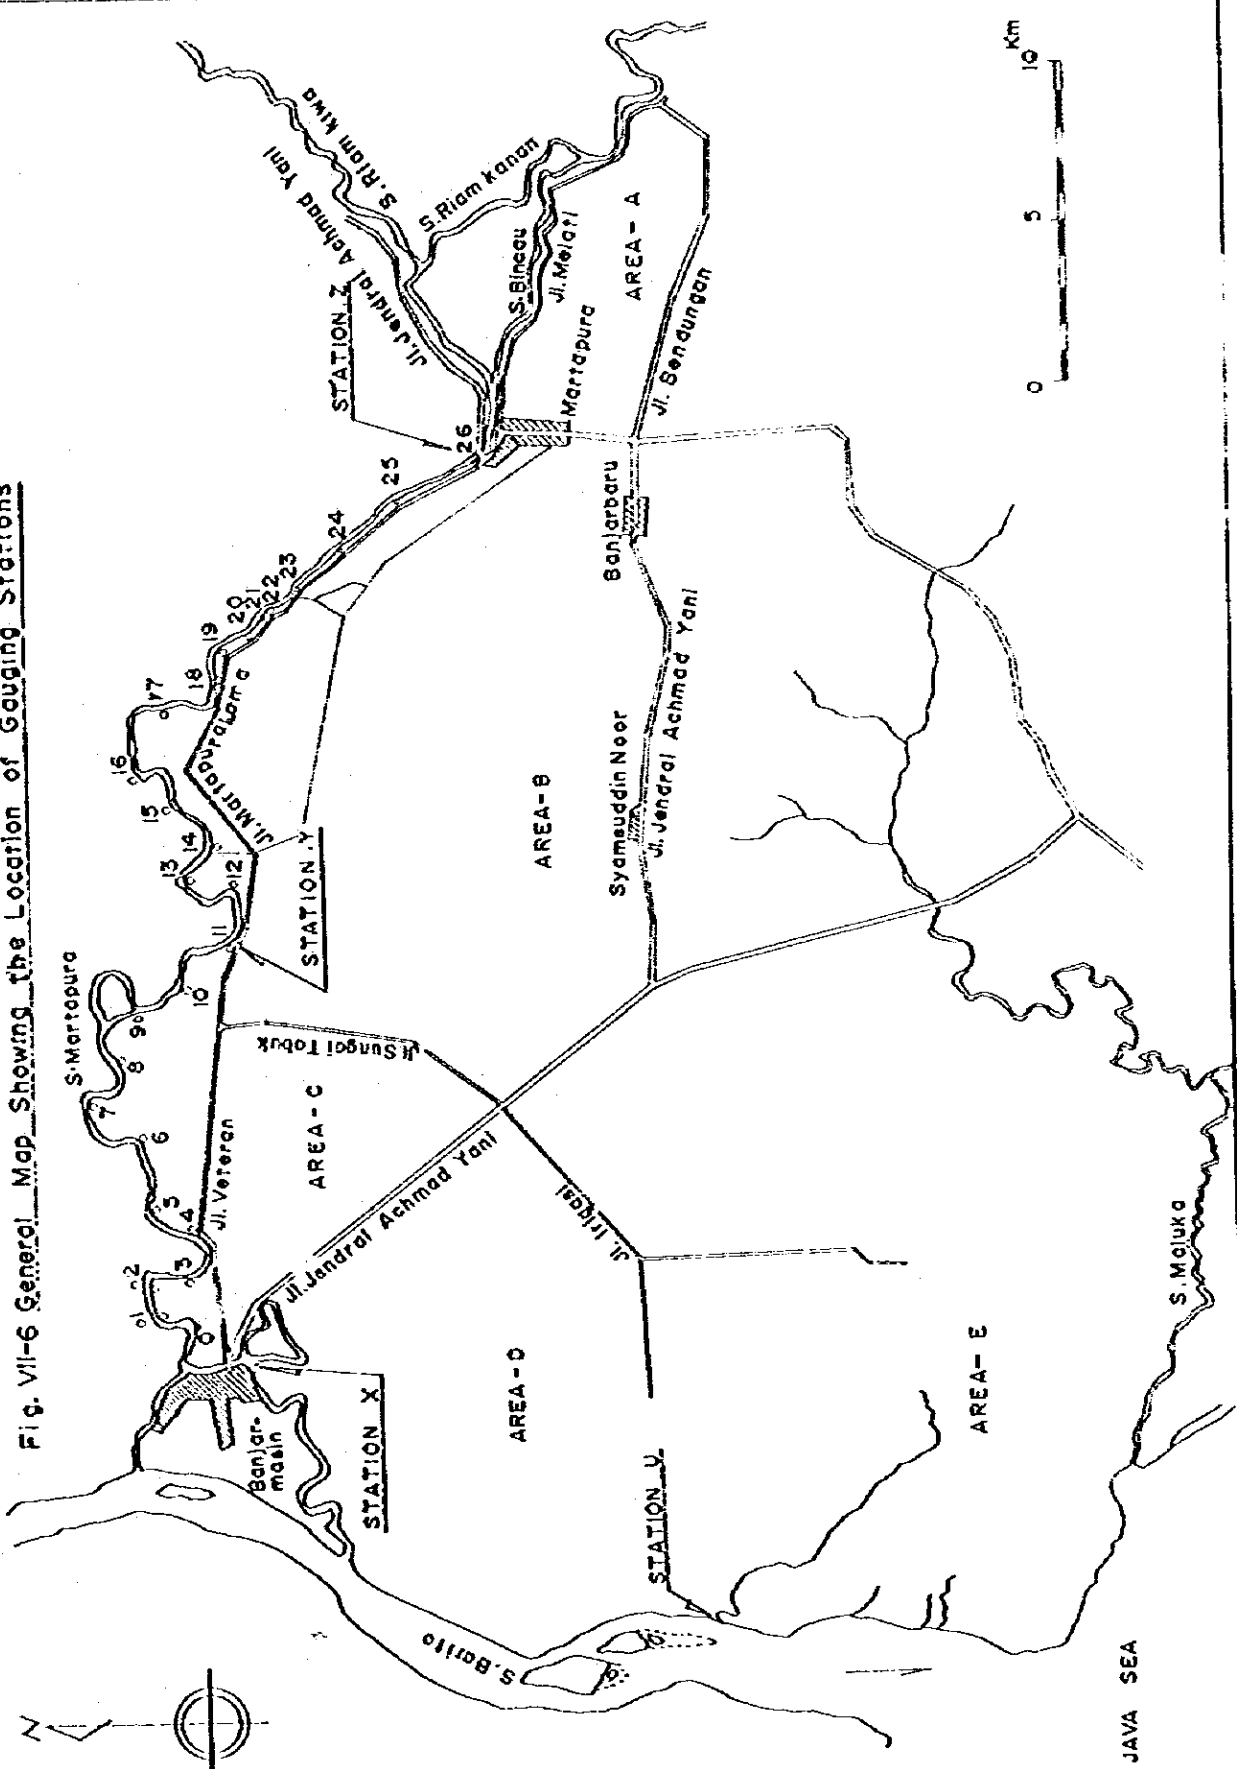 Fig. VII-6 General Map Showing the Location of Gauging Stations
N
S. Martapura
0
1
2
3
4
5
6
7
8
9
10
11
12
13
14
15
16
17
18
19
20
21
22
23
24
25
26
Jl. Veteran
Jl. Martapura Lama
Jl. Sungai Tabuk
STATION. Y
STATION. Z
Jl. Jendral Achmad Yani
S. Riam kiwa
S. Riam kanan
S. Bincau
Jl. Melati
Martapura
AREA - A
Jl. Bendungan
Banjarbaru
Banjar-
masin
STATION X
AREA - C
Jl. Jendral Achmad Yani
AREA - B
Syamsuddin Noor
Jl. Jendral Achmad Yani
Jl. Irigasi
AREA - D
S. Barito
STATION U
AREA - E
S. Maluka
JAVA SEA
0
5
10
Km